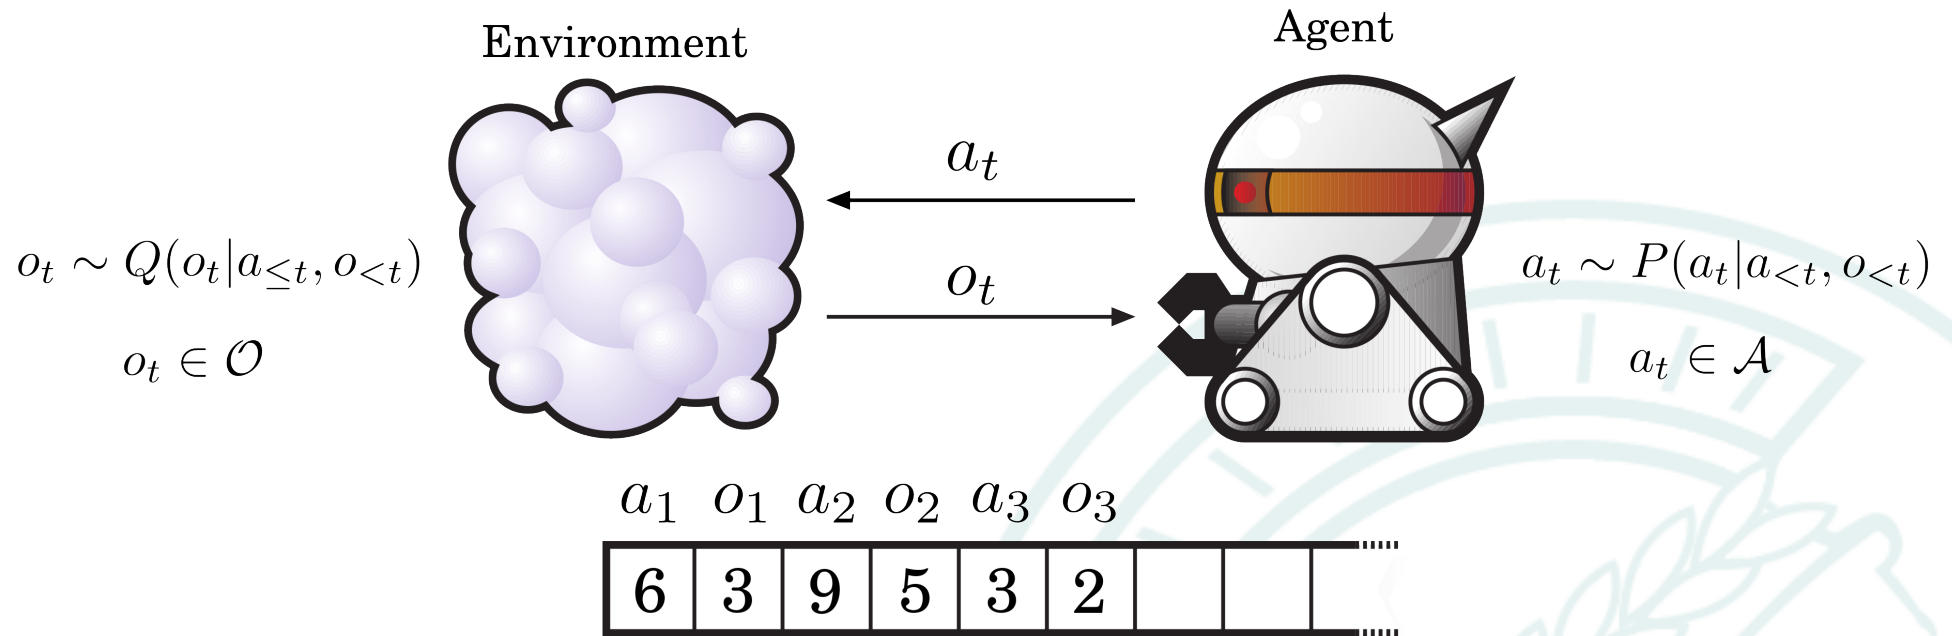 Environment
Agent
a_t
o_t
o_t ∼ Q(o_t|a_{≤t}, o_{<t})
o_t ∈ 𝒪
a_t ∼ P(a_t|a_{<t}, o_{<t})
a_t ∈ 𝒜
a_1 o_1 a_2 o_2 a_3 o_3
6 3 9 5 3 2